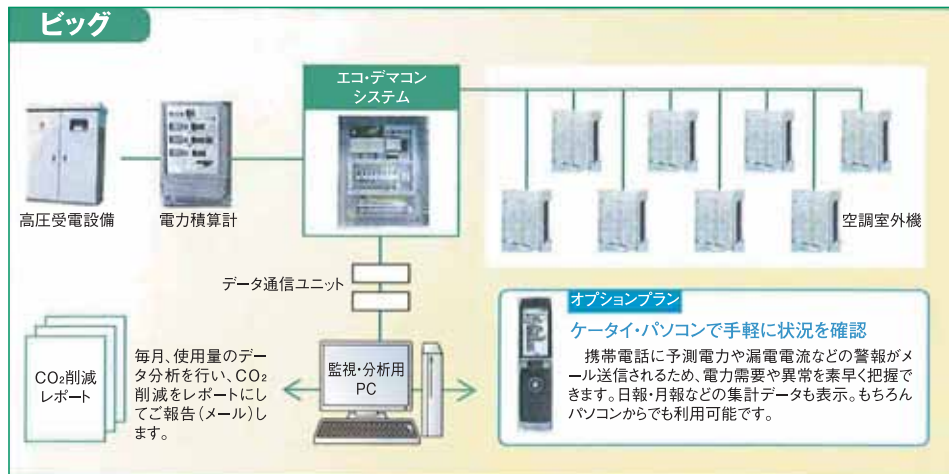 ビッグ
エコ・デマコン
システム
高圧受電設備
電力積算計
空調室外機
データ通信ユニット
CO₂削減
レポート
毎月、使用量のデー
タ分析を行い、CO₂
削減をレポートにし
てご報告(メール)し
ます。
監視・分析用
PC
オプションプラン
ケータイ・パソコンで手軽に状況を確認
携帯電話に予測電力や漏電電流などの警報がメ
ール送信されるため、電力需要や異常を素早く把握で
きます。日報・月報などの集計データも表示。もちろん
パソコンからでも利用可能です。